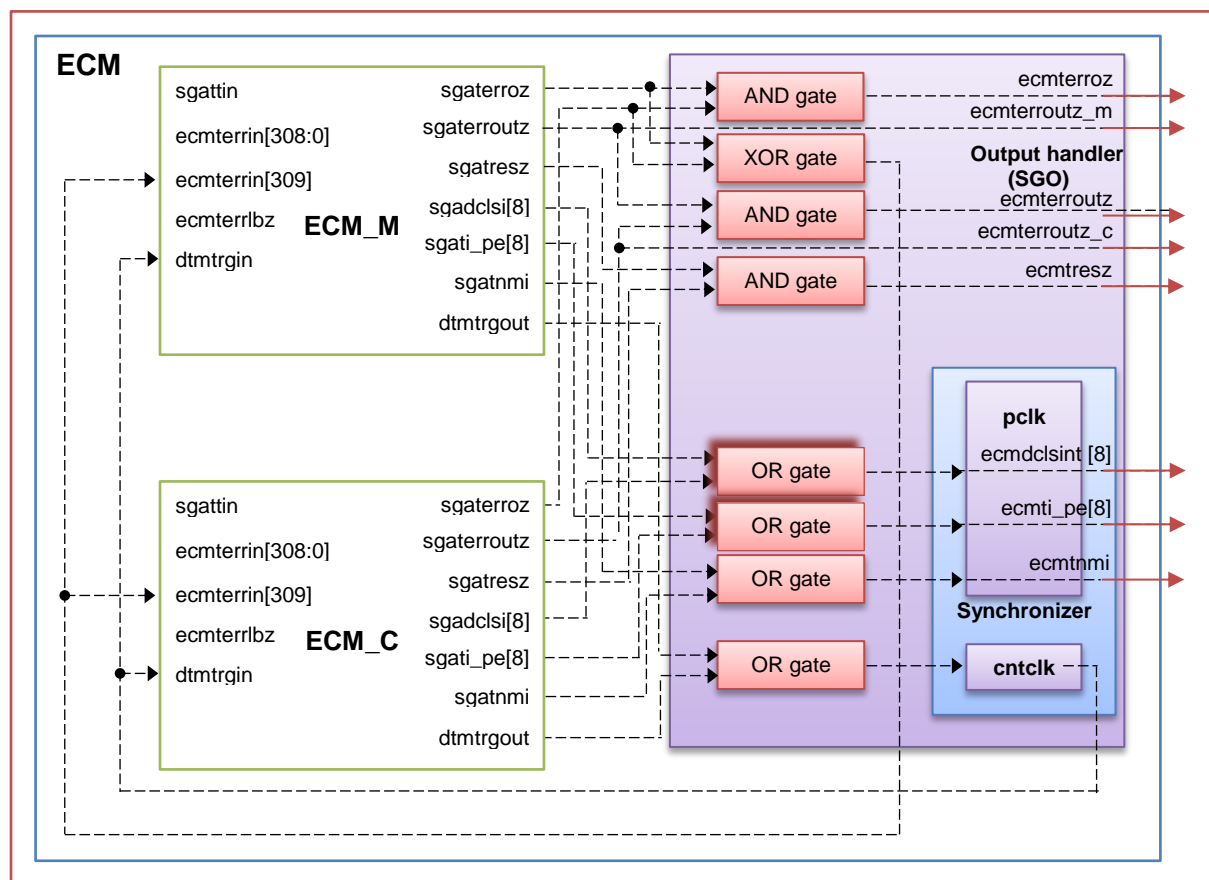 ECM
sgattin
ecmterrin[308:0]
ecmterrin[309]
ecmterrlbz
dtmtrgin
ECM_M
sgaterroz
sgaterroutz
sgatresz
sgadclsi[8]
sgati_pe[8]
sgatnmi
dtmtrgout
sgattin
ecmterrin[308:0]
ecmterrin[309]
ecmterrlbz
dtmtrgin
ECM_C
sgaterroz
sgaterroutz
sgatresz
sgadclsi[8]
sgati_pe[8]
sgatnmi
dtmtrgout
AND gate
XOR gate
AND gate
AND gate
OR gate
OR gate
OR gate
OR gate
Output handler
(SGO)
pclk
Synchronizer
cntclk
ecmterroz
ecmterroutz_m
ecmterroutz
ecmterroutz_c
ecmtresz
ecmdclsint [8]
ecmti_pe[8]
ecmtnmi